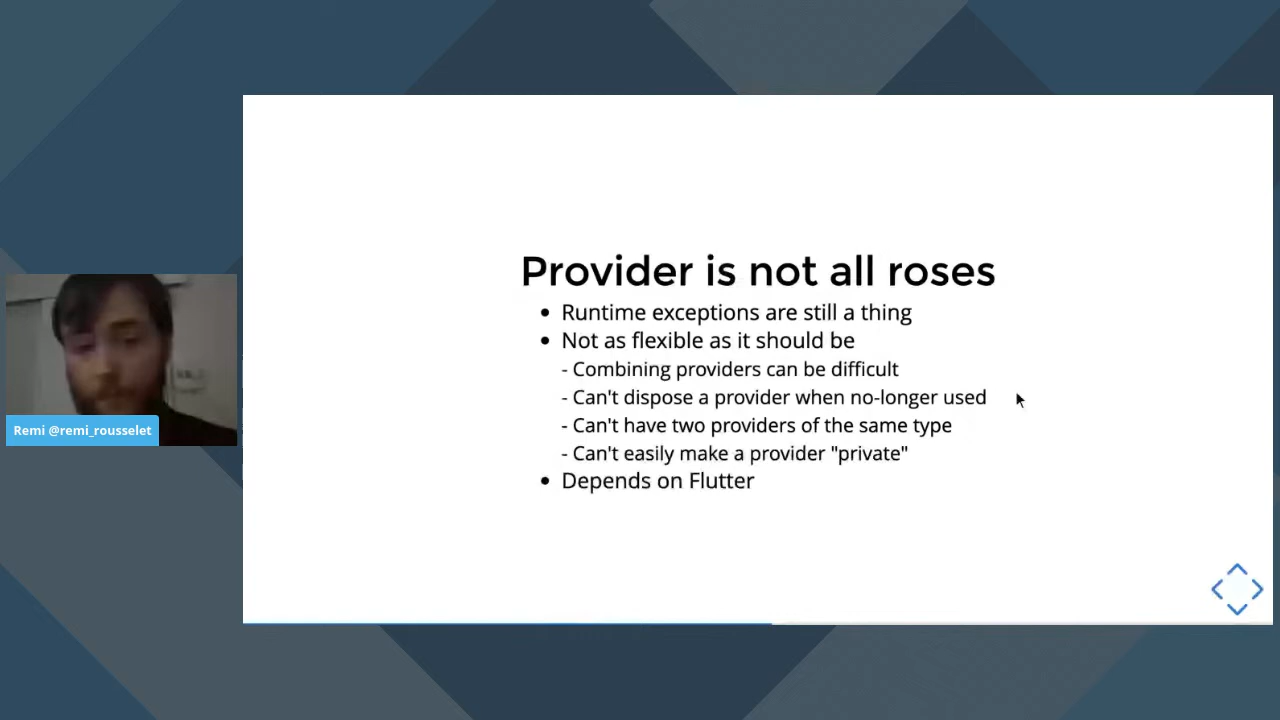 Provider is not all roses
• Runtime exceptions are still a thing
• Not as flexible as it should be
- Combining providers can be difficult
- Can't dispose a provider when no-longer used
- Can't have two providers of the same type
- Can't easily make a provider "private"
• Depends on Flutter
Remi @remi_rousselet